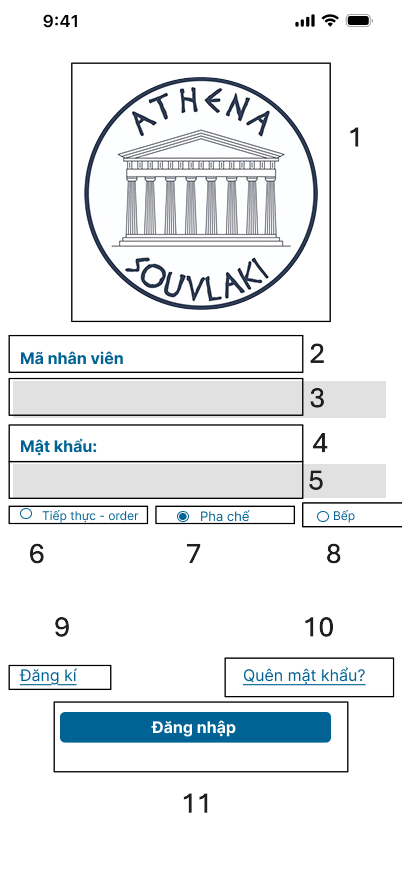 9:41
ATHENA
SOUVLAKI
1
Mã nhân viên
2
3
Mật khẩu:
4
5
Tiếp thực - order
Pha chế
Bếp
6
7
8
9
10
Đăng kí
Quên mật khẩu?
Đăng nhập
11